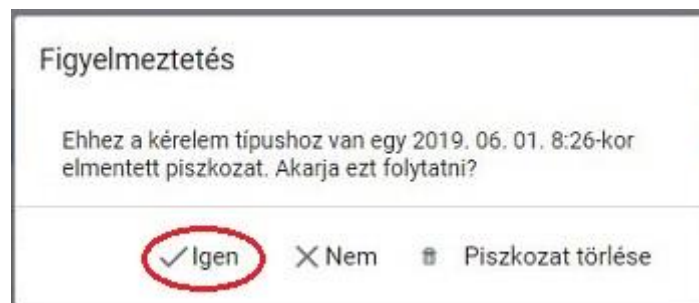 Figyelmeztetés
Ehhez a kérelem típushoz van egy 2019. 06. 01. 8:26-kor
elmentett piszkozat. Akarja ezt folytatni?
Igen Nem Piszkozat törlése